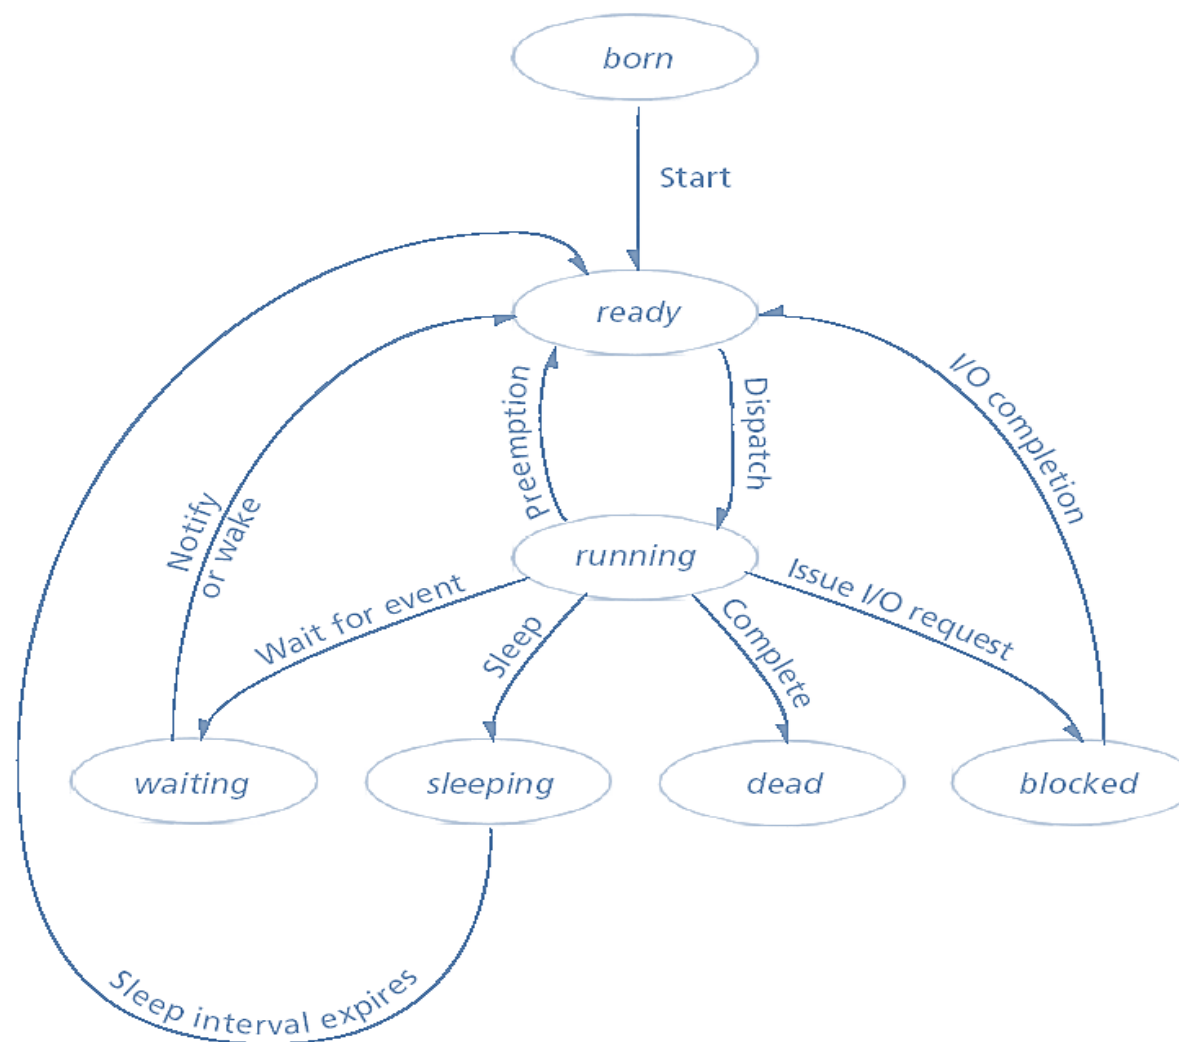 born
Start
ready
Preemption
Dispatch
I/O completion
Notify
or wake
running
Wait for event
Sleep
Complete
Issue I/O request
waiting
sleeping
dead
blocked
Sleep interval expires